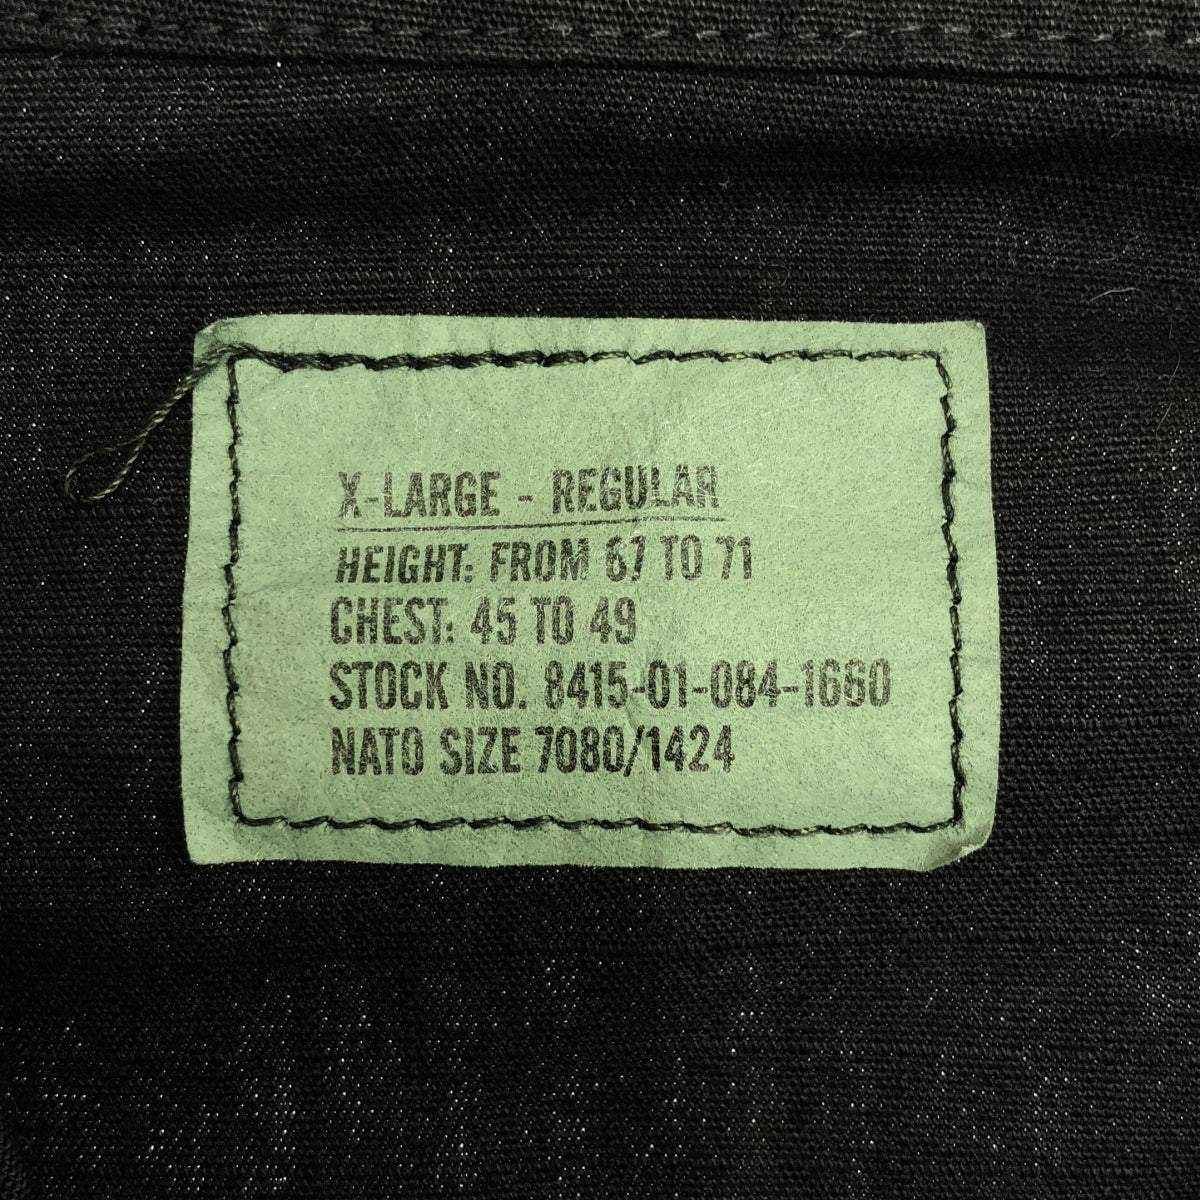 X-LARGE - REGULAR
HEIGHT: FROM 67 TO 71
CHEST: 45 TO 49
STOCK NO. 8415-01-084-1660
NATO SIZE 7080/1424